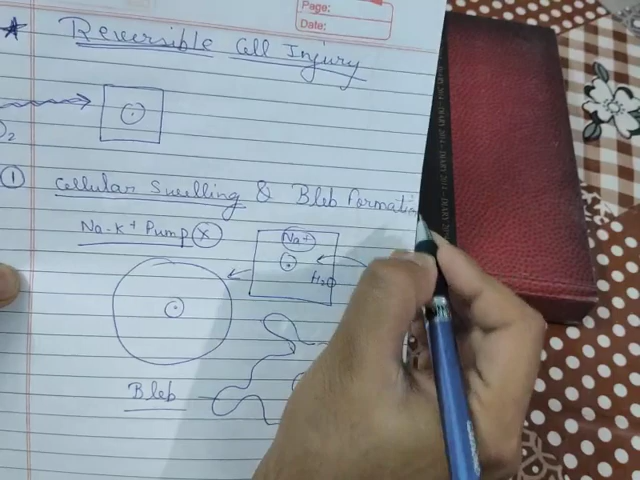 Page:
Date:
* Reversible Cell Injury
O2
① Cellular Swelling & Bleb Formation
Na-K+ Pump ⓧ
Na+
H2O
Bleb